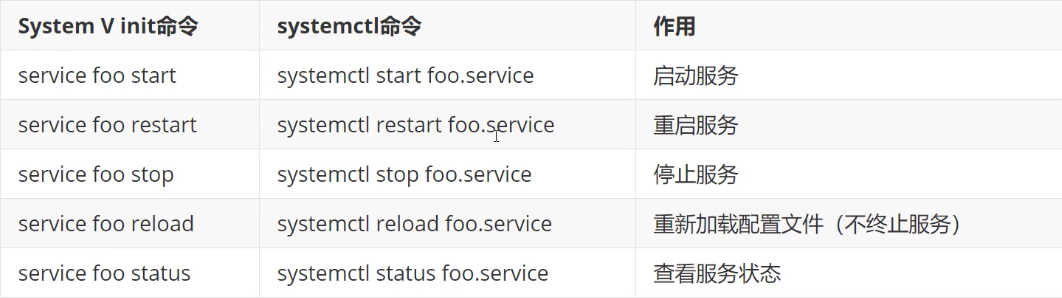 System V init命令 systemctl命令 作用
service foo start systemctl start foo.service 启动服务
service foo restart systemctl restart foo.service 重启服务
service foo stop systemctl stop foo.service 停止服务
service foo reload systemctl reload foo.service 重新加载配置文件（不终止服务）
service foo status systemctl status foo.service 查看服务状态